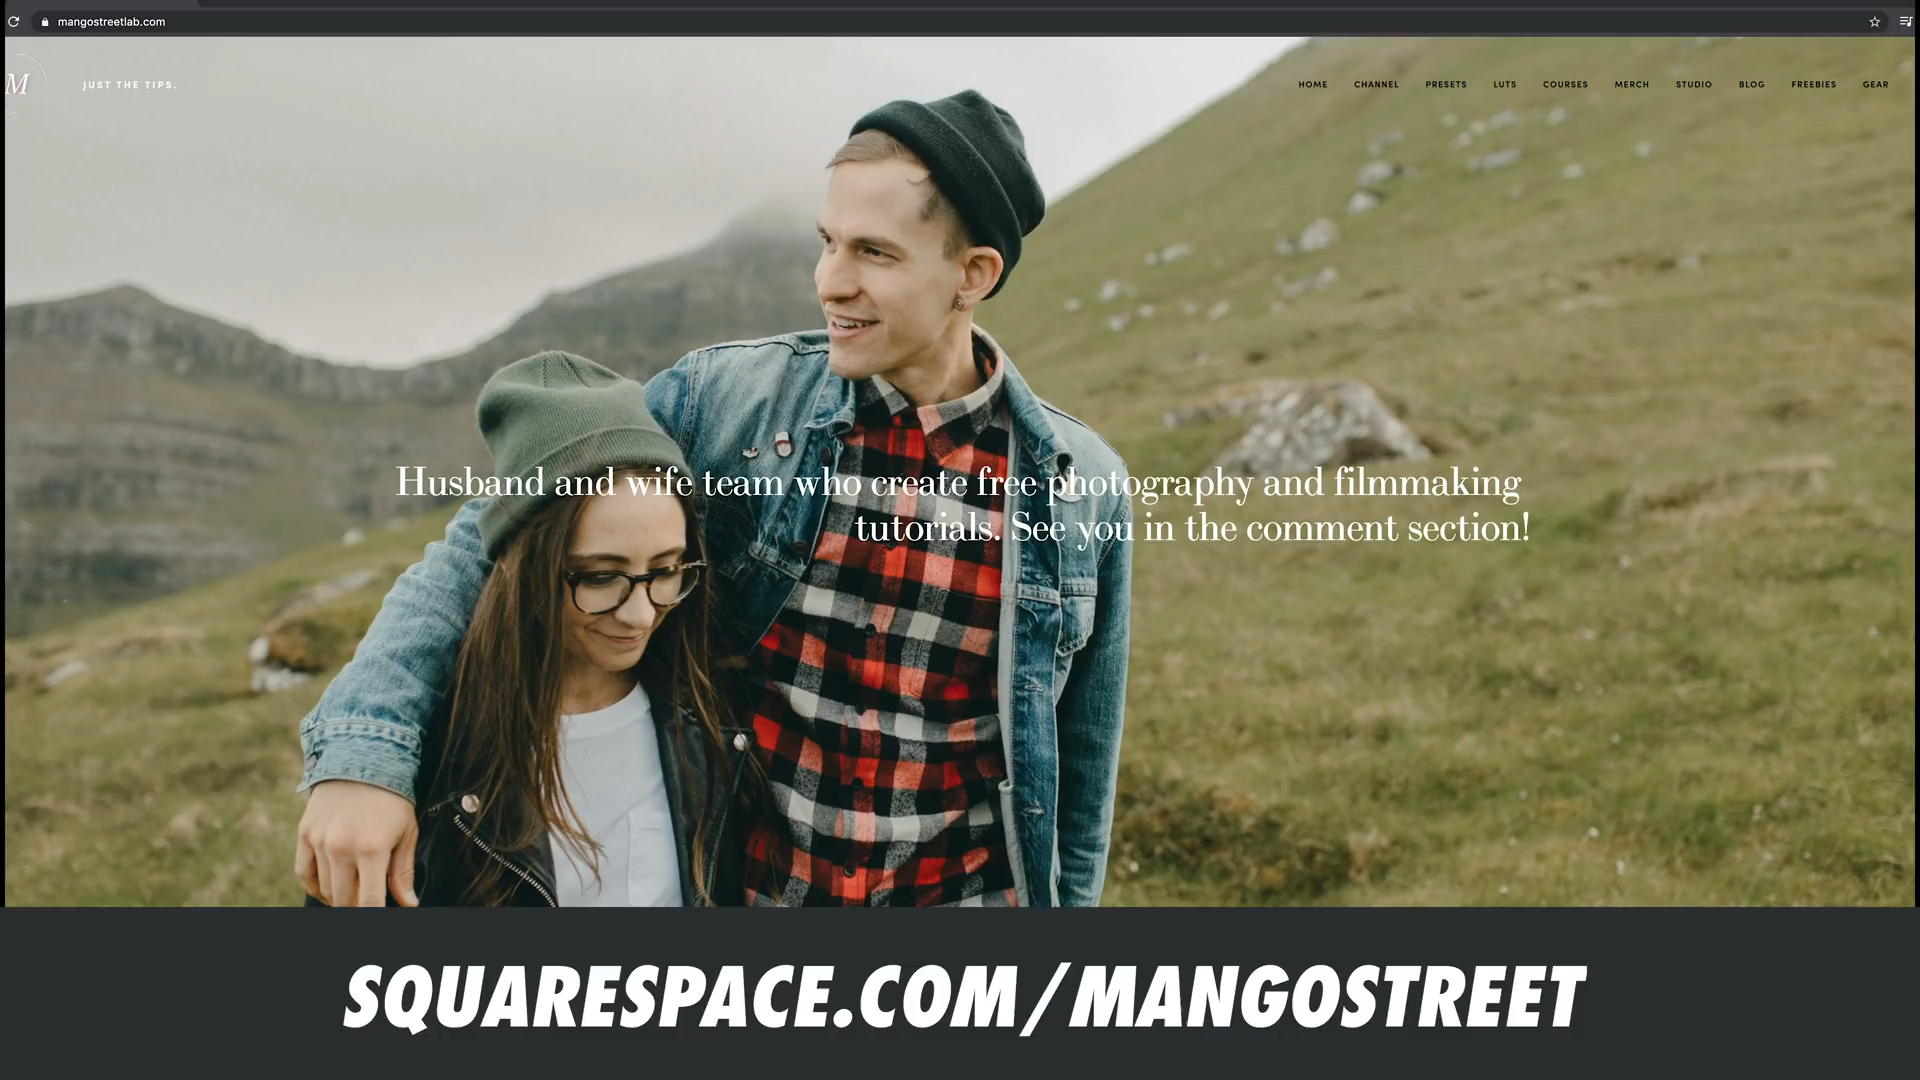 mangostreetlab.com
M
JUST THE TIPS.
HOME CHANNEL PRESETS LUTS COURSES MERCH STUDIO BLOG FREEBIES GEAR
Husband and wife team who create free photography and filmmaking
tutorials. See you in the comment section!
SQUARESPACE.COM/MANGOSTREET